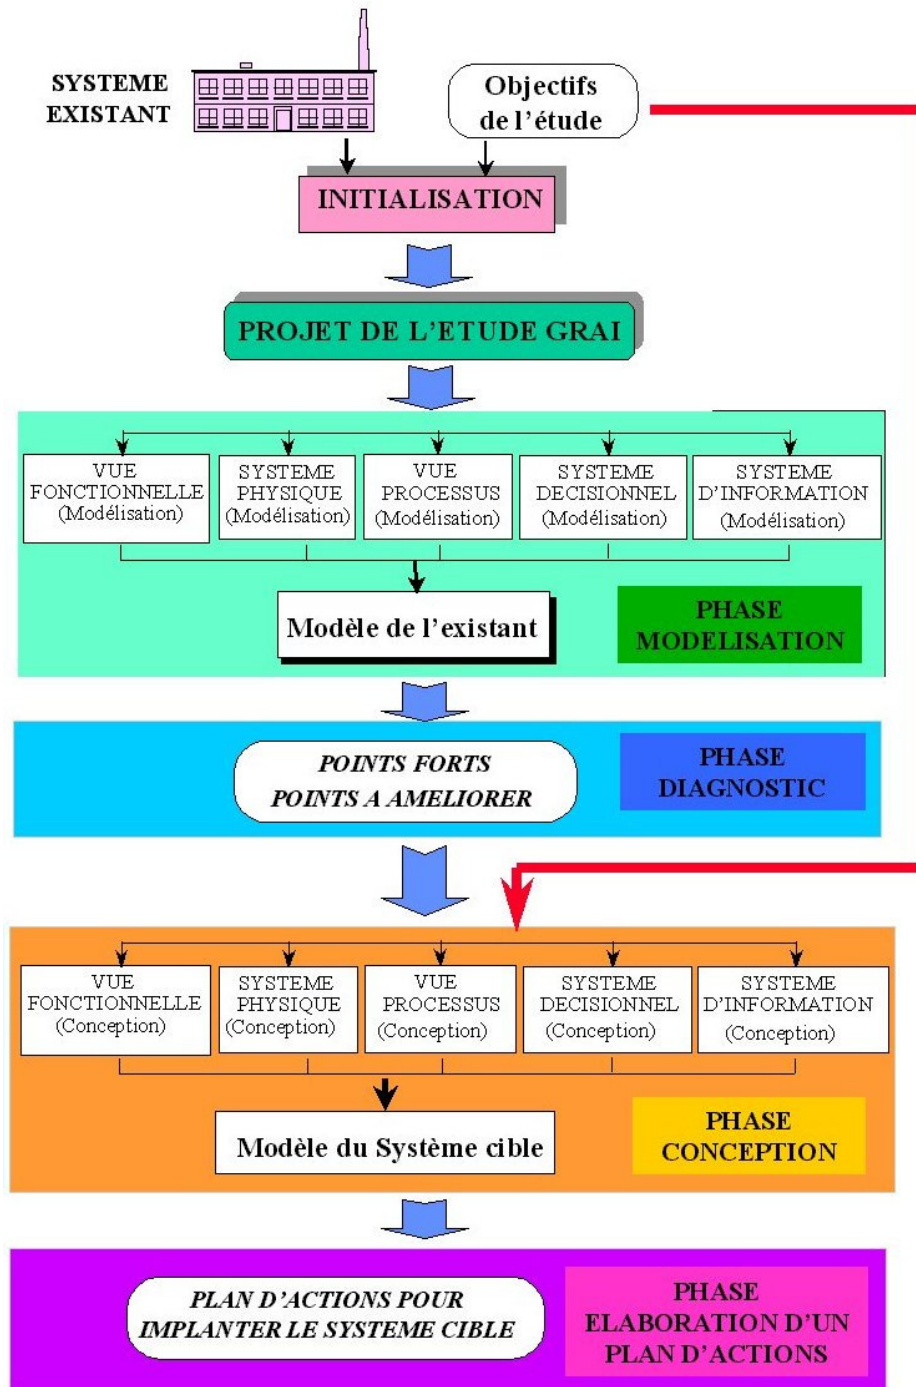 SYSTEME
EXISTANT
Objectifs
de l'étude
INITIALISATION
PROJET DE L'ETUDE GRAI
VUE
FONCTIONNELLE
(Modélisation)
SYSTEME
PHYSIQUE
(Modélisation)
VUE
PROCESSUS
(Modélisation)
SYSTEME
DECISIONNEL
(Modélisation)
SYSTEME
D'INFORMATION
(Modélisation)
Modèle de l'existant
PHASE
MODELISATION
POINTS FORTS
POINTS A AMELIORER
PHASE
DIAGNOSTIC
VUE
FONCTIONNELLE
(Conception)
SYSTEME
PHYSIQUE
(Conception)
VUE
PROCESSUS
(Conception)
SYSTEME
DECISIONNEL
(Conception)
SYSTEME
D'INFORMATION
(Conception)
Modèle du Système cible
PHASE
CONCEPTION
PLAN D'ACTIONS POUR
IMPLANTER LE SYSTEME CIBLE
PHASE
ELABORATION D'UN
PLAN D'ACTIONS